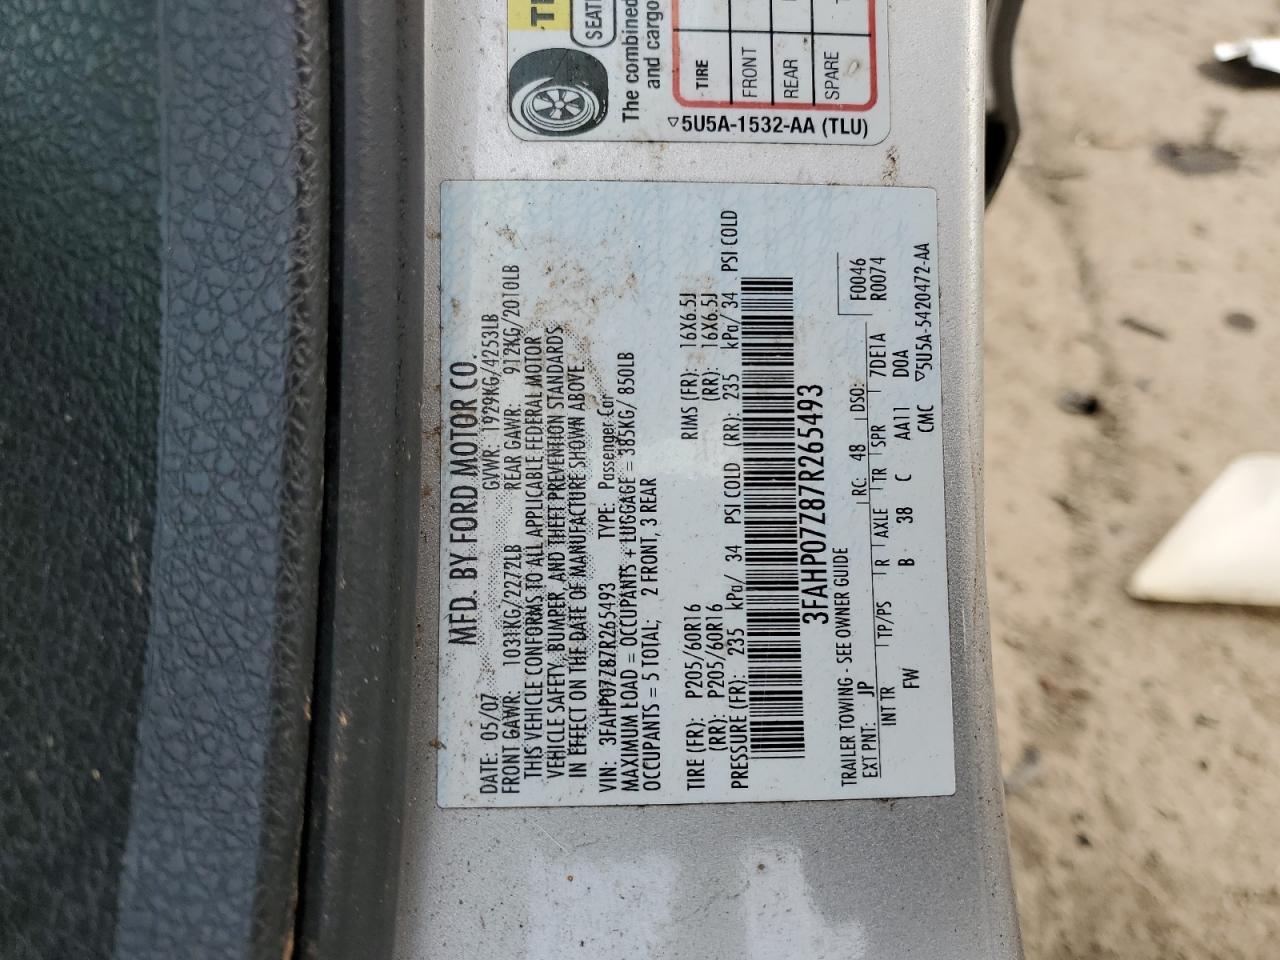 SEATI
The combined
and cargo
TIRE
FRONT
REAR
SPARE
5U5A-1532-AA (TLU)
MFD. BY FORD MOTOR CO.
DATE: 05/07 GVWR: 1929KG/4253LB
FRONT GAWR: 1031KG/2272LB REAR GAWR: 912KG/2010LB
THIS VEHICLE CONFORMS TO ALL APPLICABLE FEDERAL MOTOR
VEHICLE SAFETY, BUMPER, AND THEFT PREVENTION STANDARDS
IN EFFECT ON THE DATE OF MANUFACTURE SHOWN ABOVE
VIN: 3FAHP07Z87R265493 TYPE: Passenger Car
MAXIMUM LOAD = OCCUPANTS + LUGGAGE = 385KG/ 850LB
OCCUPANTS = 5 TOTAL; 2 FRONT, 3 REAR
TIRE (FR): P205/60R16 RIMS (FR): 16X6.5J
(RR): P205/60R16 (RR): 16X6.5J
PRESSURE (FR): 235 kPa/ 34 PSI COLD (RR): 235 kPa/ 34 PSI COLD
3FAHP07Z87R265493
TRAILER TOWING - SEE OWNER GUIDE F0046
EXT PNT: JP RC: 48 DSO: R0074
INT TR TP/PS R AXLE TR SPR 7DE1A
FW B 38 C AA11 D0A
CMC 5U5A-5420472-AA